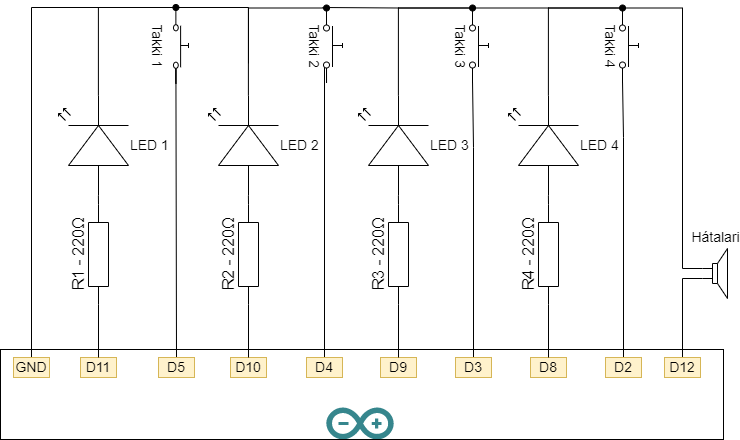 Takki 1
Takki 2
Takki 3
Takki 4
LED 1
LED 2
LED 3
LED 4
R1 - 220Ω
R2 - 220Ω
R3 - 220Ω
R4 - 220Ω
Hátalari
GND
D11
D5
D10
D4
D9
D3
D8
D2
D12